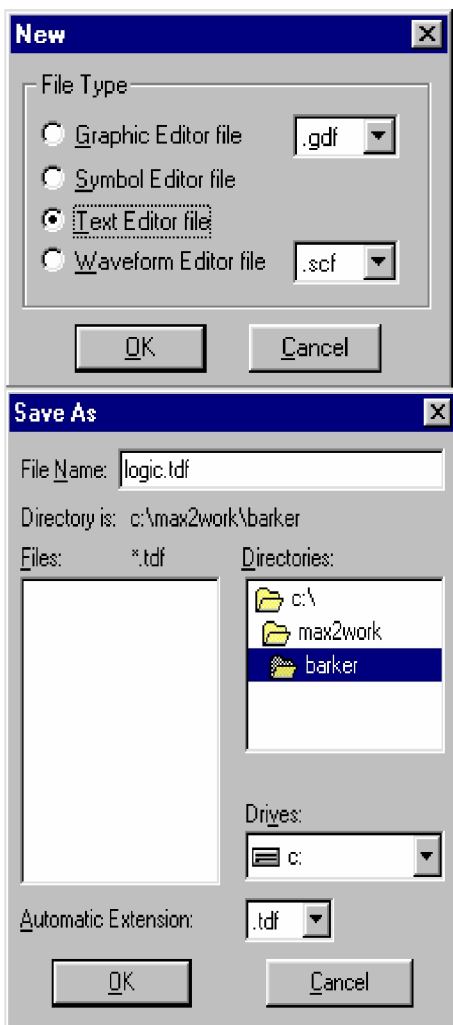 New
File Type
Graphic Editor file .gdf
Symbol Editor file
Text Editor file
Waveform Editor file .scf
OK Cancel
Save As
File Name: logic.tdf
Directory is: c:\max2work\barker
Files: *.tdf Directories:
c:\
max2work
barker
Drives:
c:
Automatic Extension: .tdf
OK Cancel